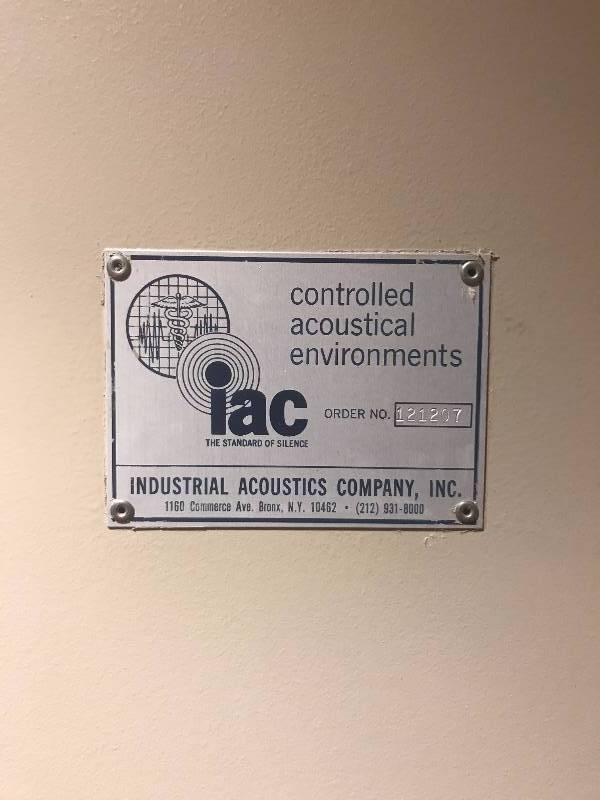 controlled
acoustical
environments
iac
THE STANDARD OF SILENCE
ORDER NO. 121297
INDUSTRIAL ACOUSTICS COMPANY, INC.
1160 Commerce Ave. Bronx, N.Y. 10462 • (212) 931-8000